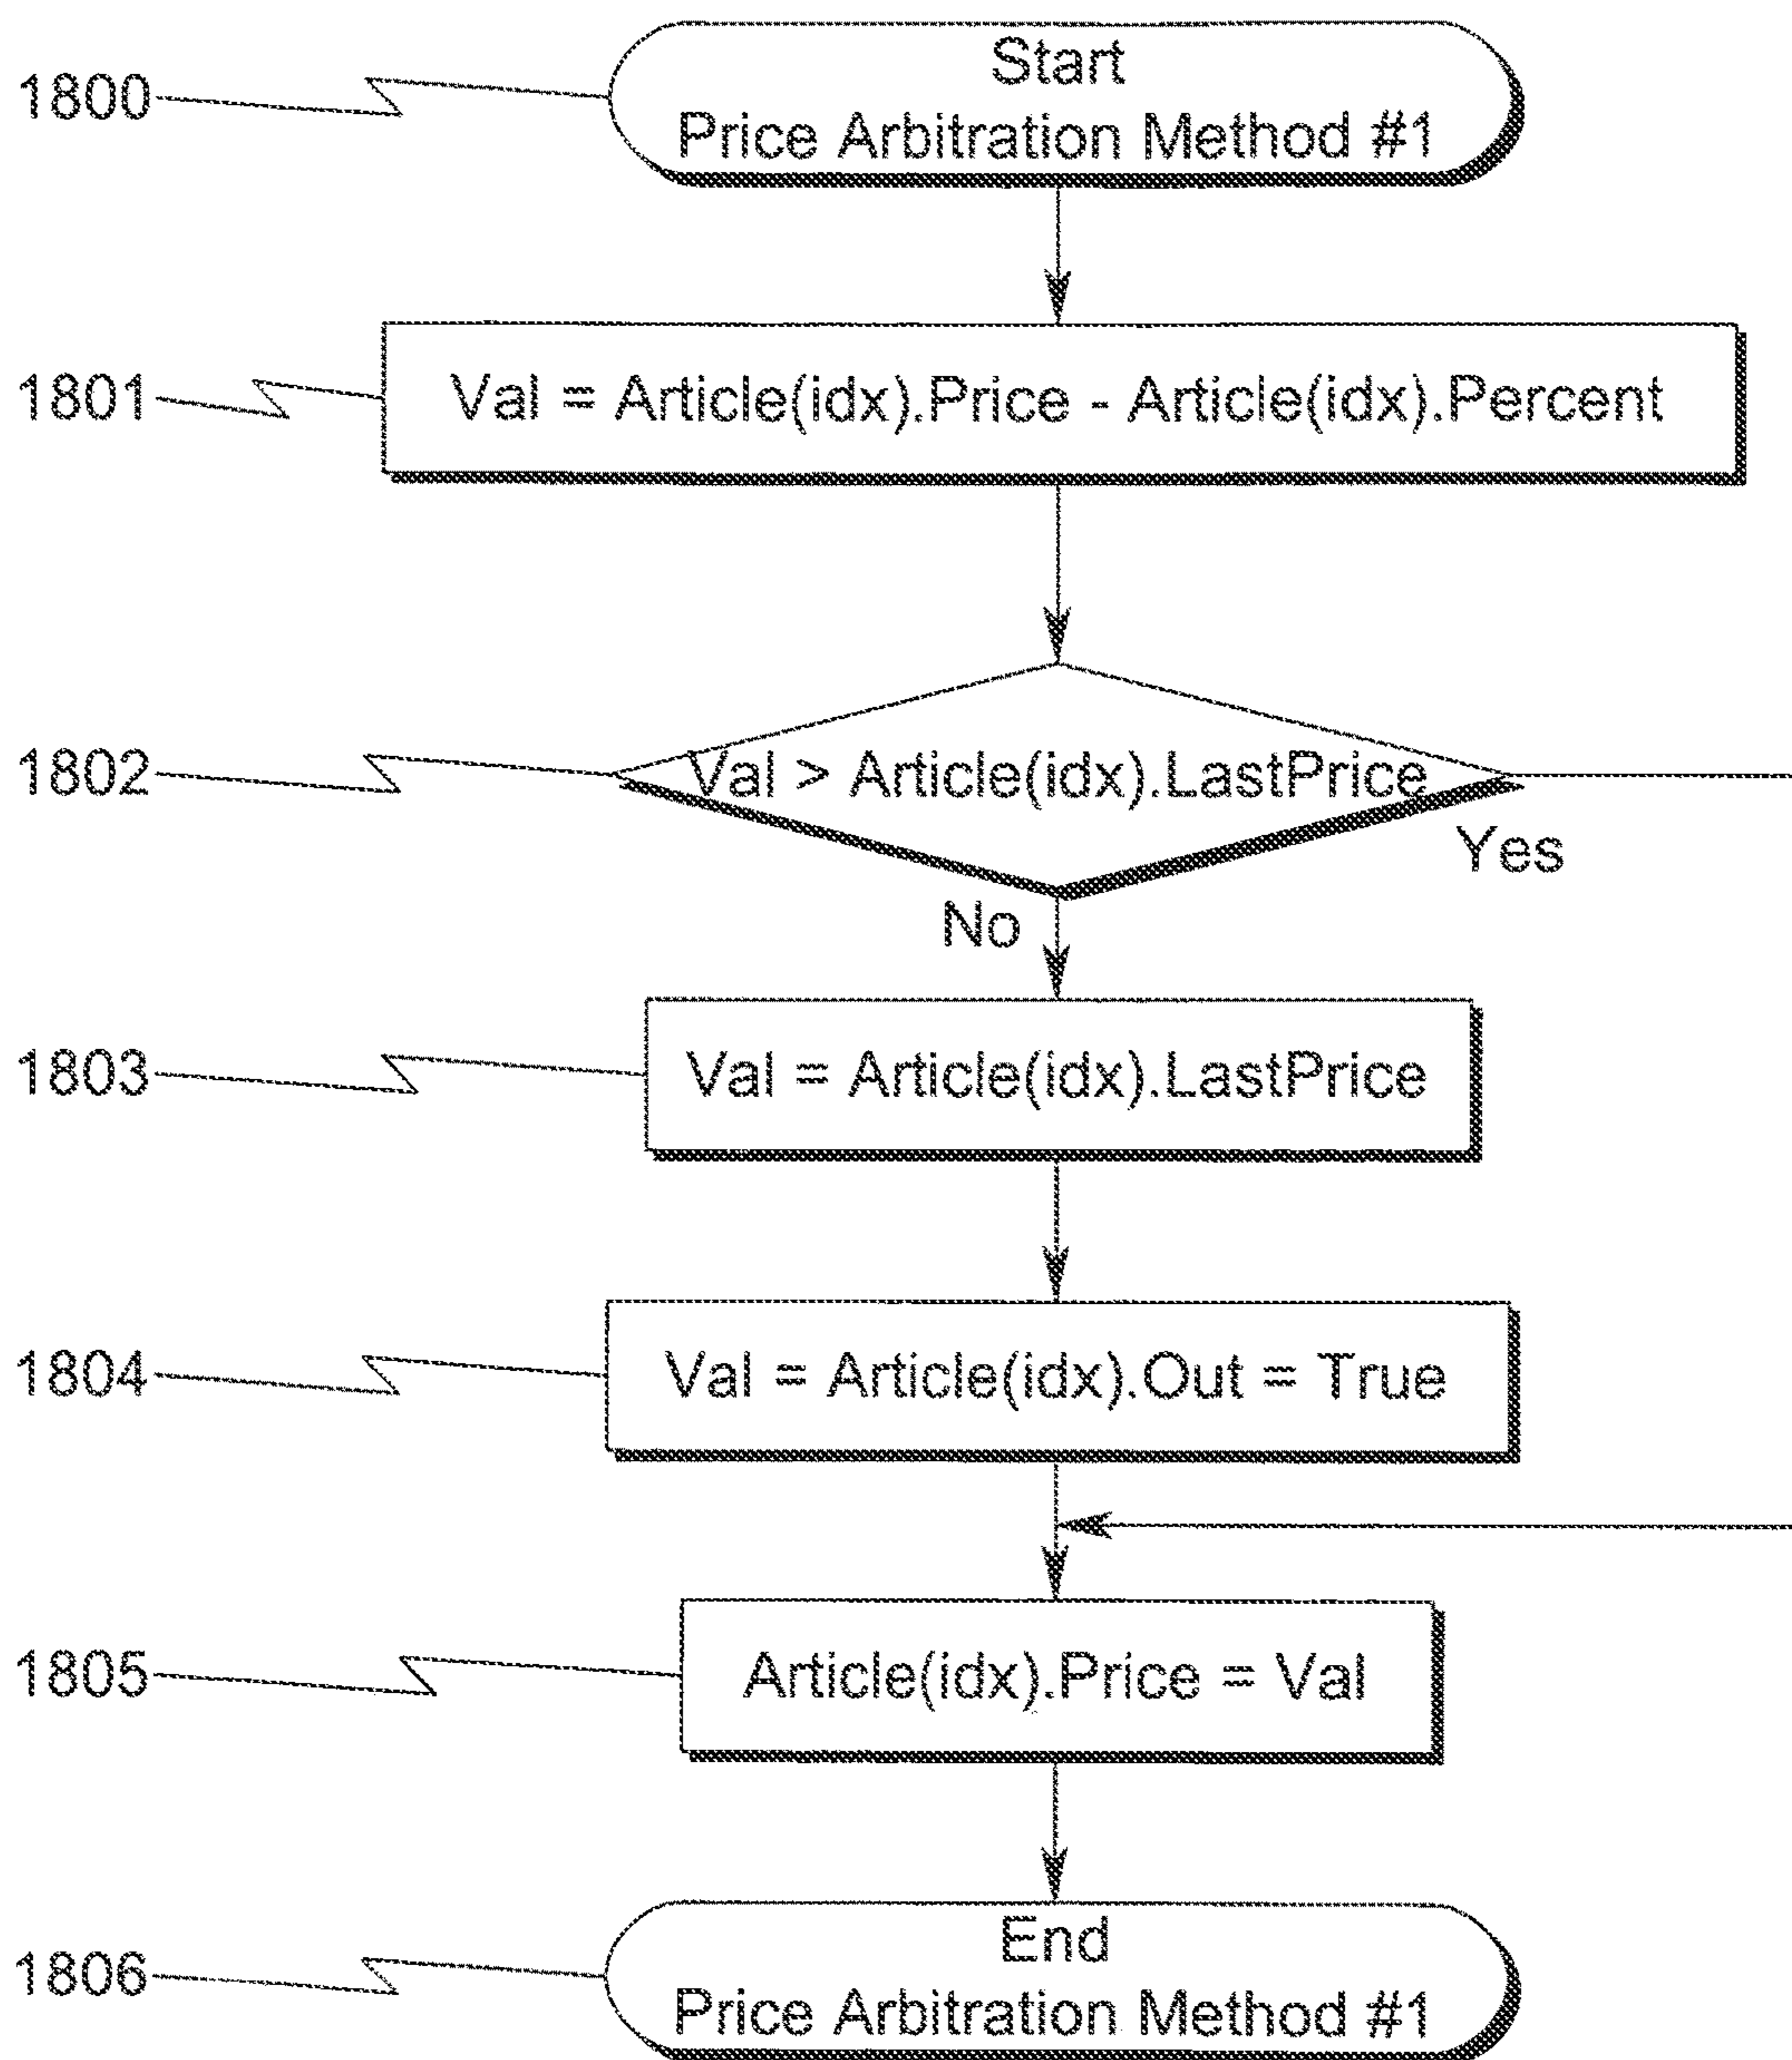 1800
Start
Price Arbitration Method #1
1801
Val = Article(idx).Price - Article(idx).Percent
1802
Val > Article(idx).LastPrice
Yes
No
1803
Val = Article(idx).LastPrice
1804
Val = Article(idx).Out = True
1805
Article(idx).Price = Val
1806
End
Price Arbitration Method #1